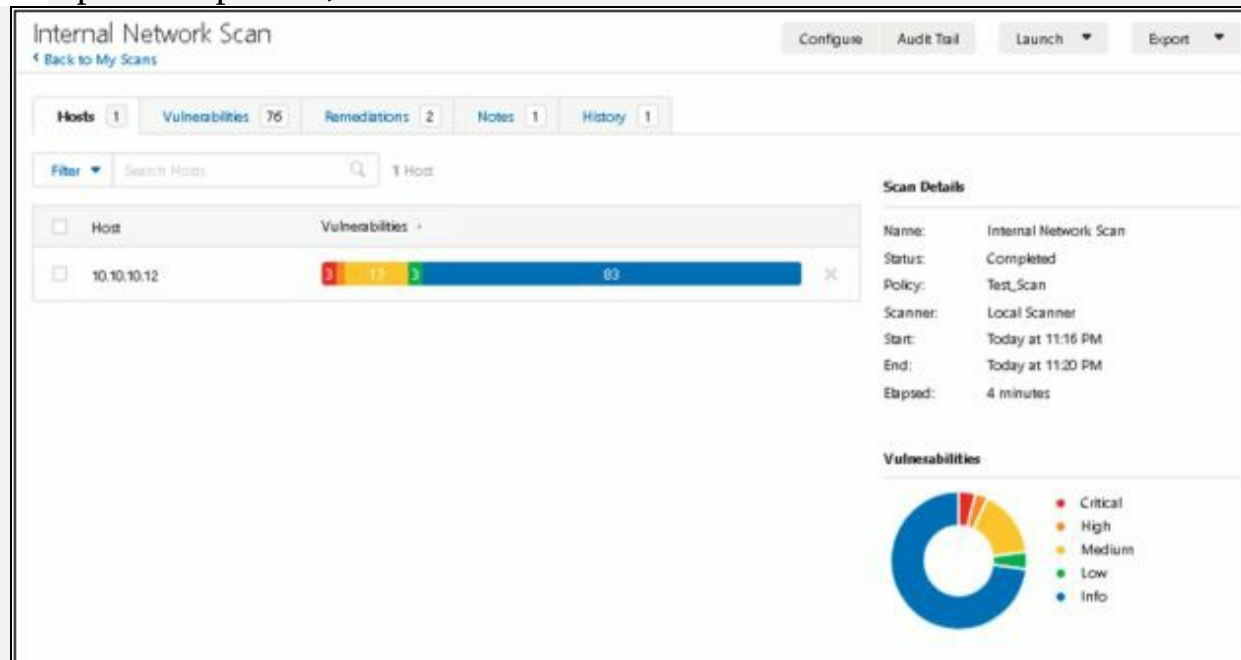 Internal Network Scan
Back to My Scans
Configure Audit Trail Launch Export
Hosts 1 Vulnerabilities 76 Remediations 2 Notes 1 History 1
Filter Search Hosts 1 Host
Host Vulnerabilities
10.10.10.12 3 13 3 83
Scan Details
Name: Internal Network Scan
Status: Completed
Policy: Test_Scan
Scanner: Local Scanner
Start: Today at 11:16 PM
End: Today at 11:20 PM
Elapsed: 4 minutes
Vulnerabilities
Critical
High
Medium
Low
Info